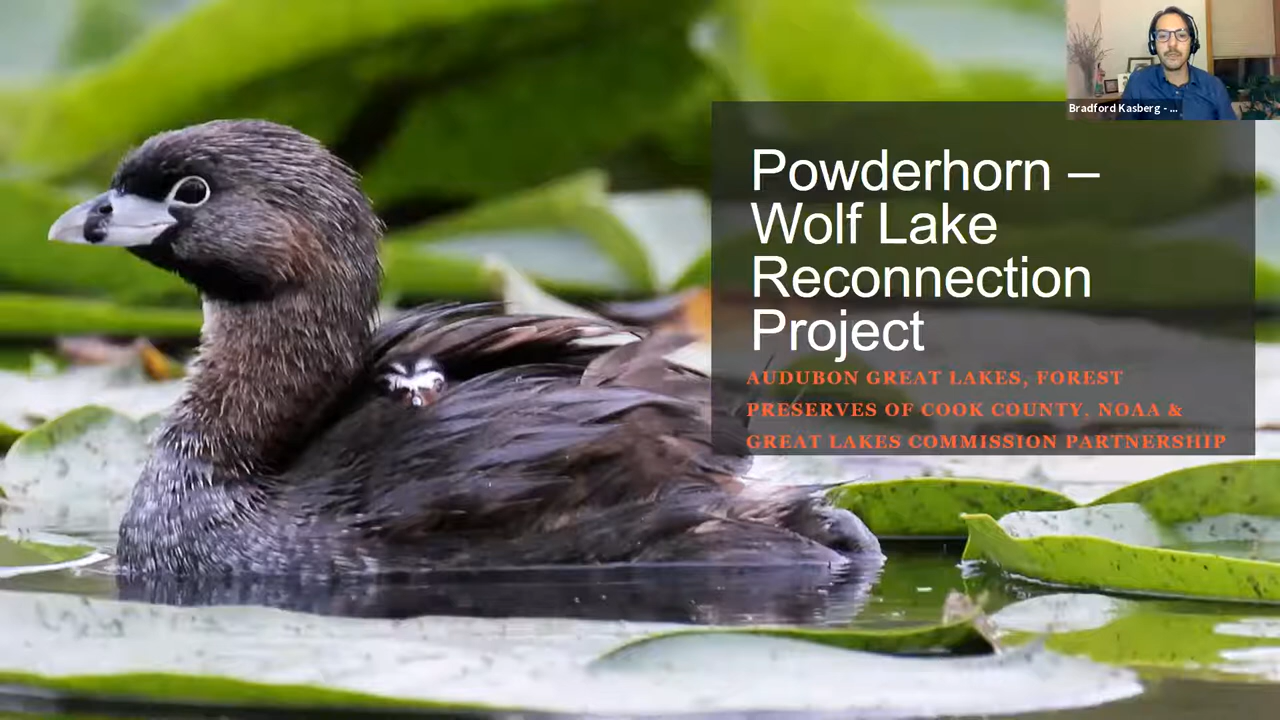 Bradford Kasberg - ...
Powderhorn –
Wolf Lake
Reconnection
Project
AUDUBON GREAT LAKES, FOREST
PRESERVES OF COOK COUNTY. NOAA &
GREAT LAKES COMMISSION PARTNERSHIP